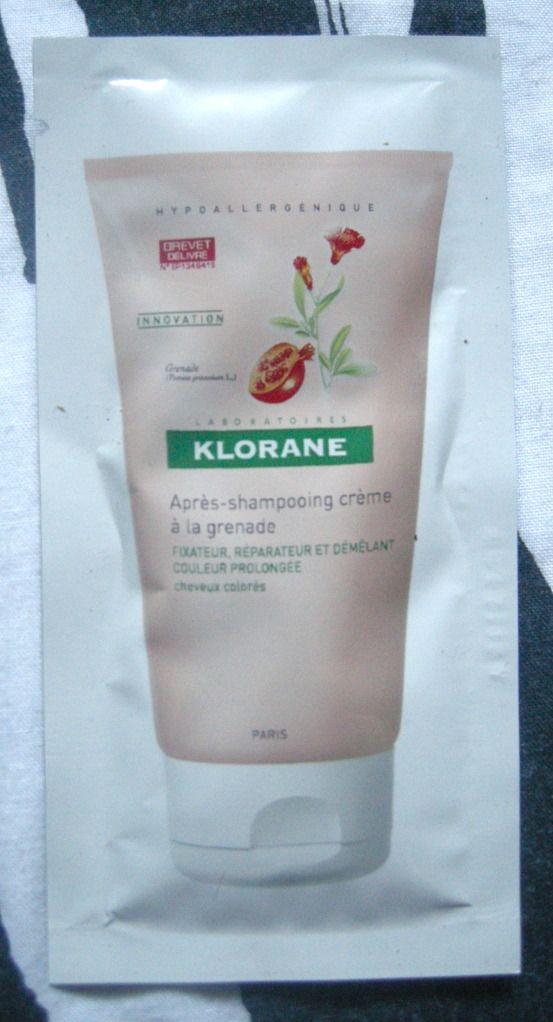 HYPOALLERGÉNIQUE
BREVET
DÉLIVRÉ
INNOVATION
Grenade
LABORATOIRES
KLORANE
Après-shampooing crème
à la grenade
FIXATEUR, RÉPARATEUR ET DÉMÊLANT
COULEUR PROLONGÉE
cheveux colorés
PARIS